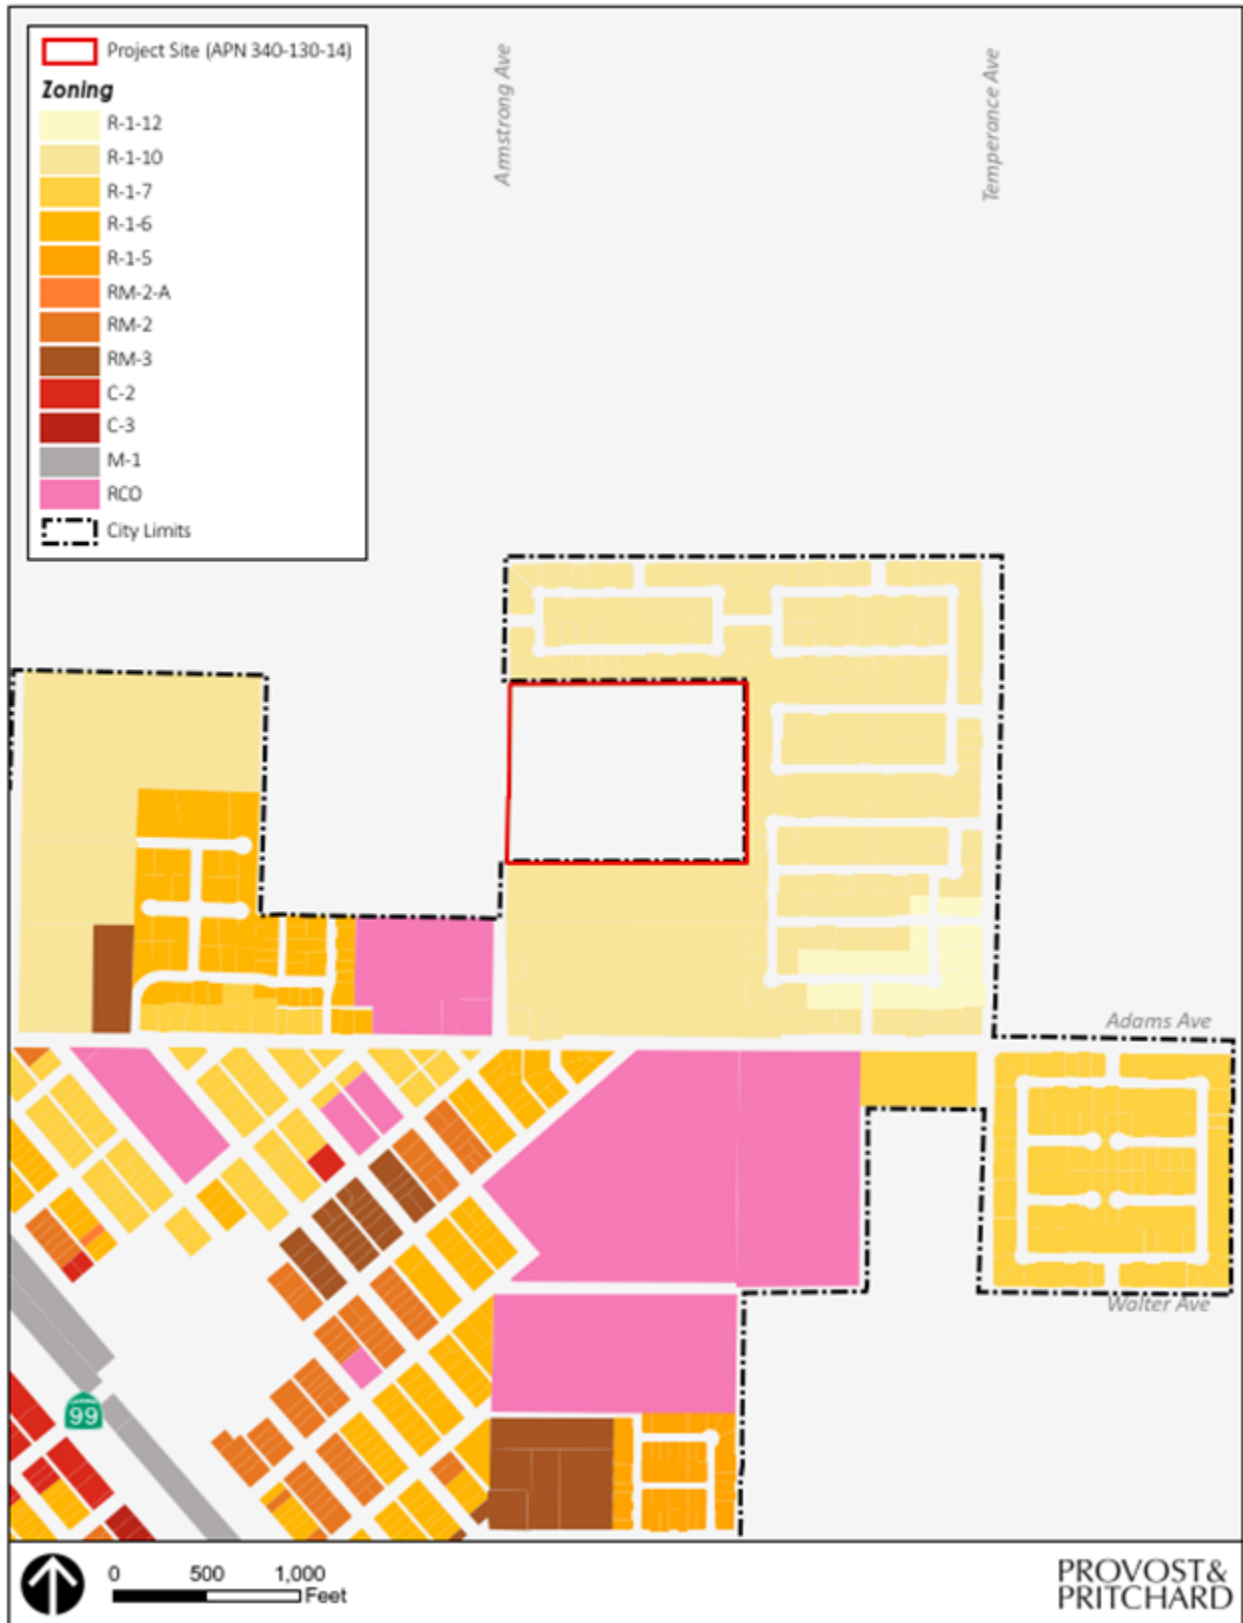 Project Site (APN 340-130-14)
Zoning
R-1-12
R-1-10
R-1-7
R-1-6
R-1-5
RM-2-A
RM-2
RM-3
C-2
C-3
M-1
RCO
City Limits
Armstrong Ave
Temperance Ave
Adams Ave
Walter Ave
99
0 500 1,000
Feet
PROVOST&
PRITCHARD